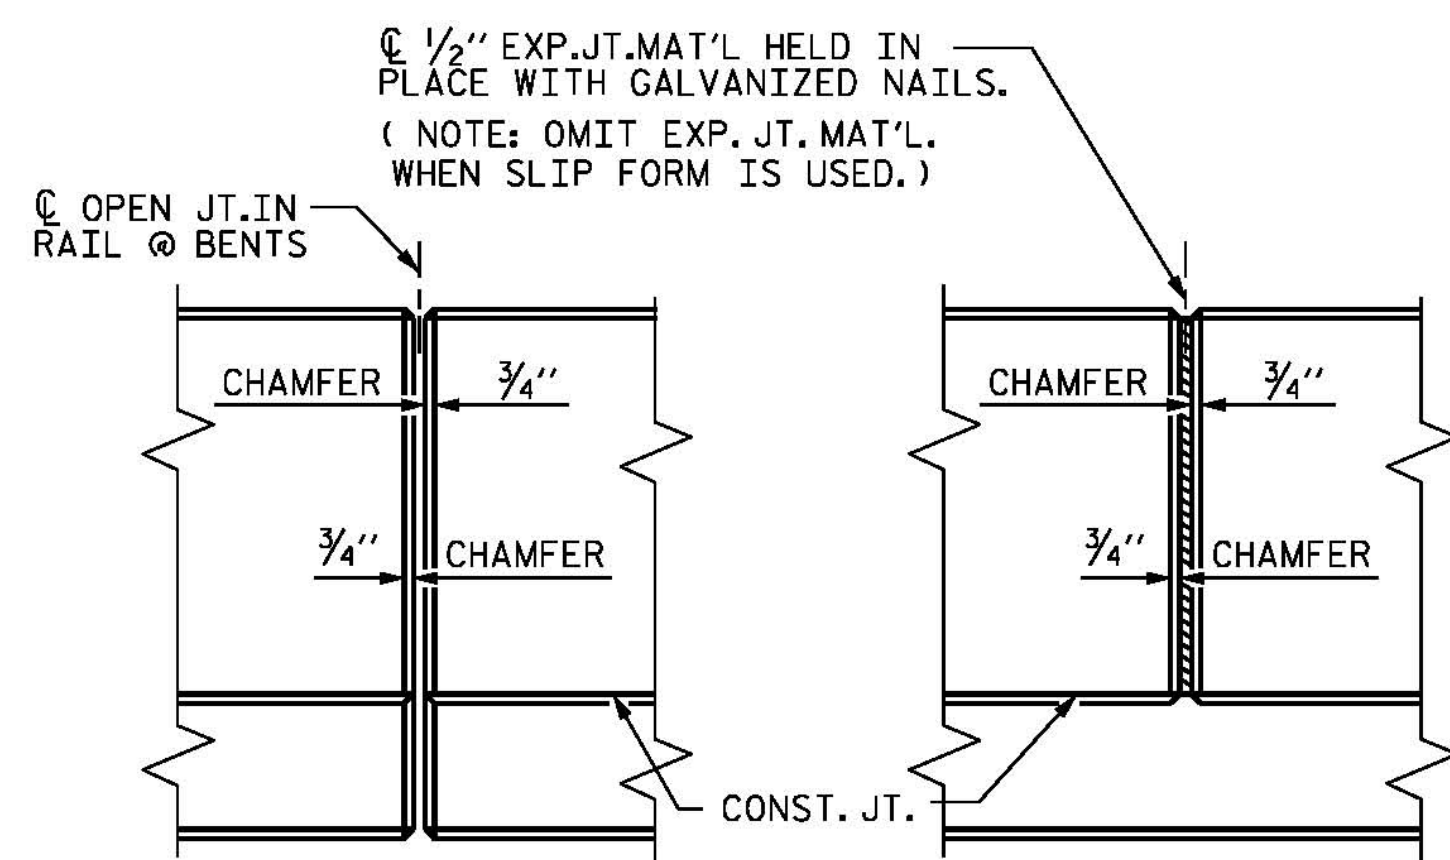 ℄ 1/2" EXP.JT.MAT'L HELD IN
PLACE WITH GALVANIZED NAILS.
( NOTE: OMIT EXP. JT. MAT'L.
WHEN SLIP FORM IS USED.)
℄ OPEN JT.IN
RAIL @ BENTS
CHAMFER 3/4"
CHAMFER 3/4"
3/4" CHAMFER
3/4" CHAMFER
CONST. JT.